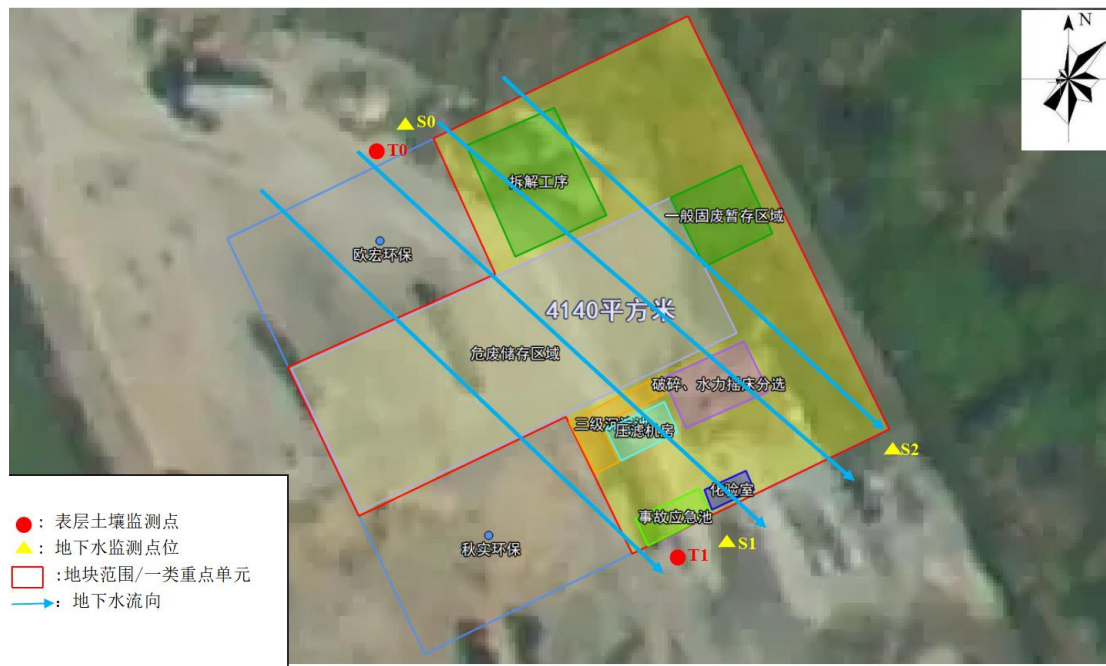 N
S0
T0
拆解工序
一般固废暂存区域
欧宏环保
4140平方米
危废储存区域
破碎、水力摇床分选
三级沉淀池
压滤机房
S2
化验室
事故应急池
秋实环保
S1
T1
: 表层土壤监测点
: 地下水监测点位
:地块范围/一类重点单元
: 地下水流向